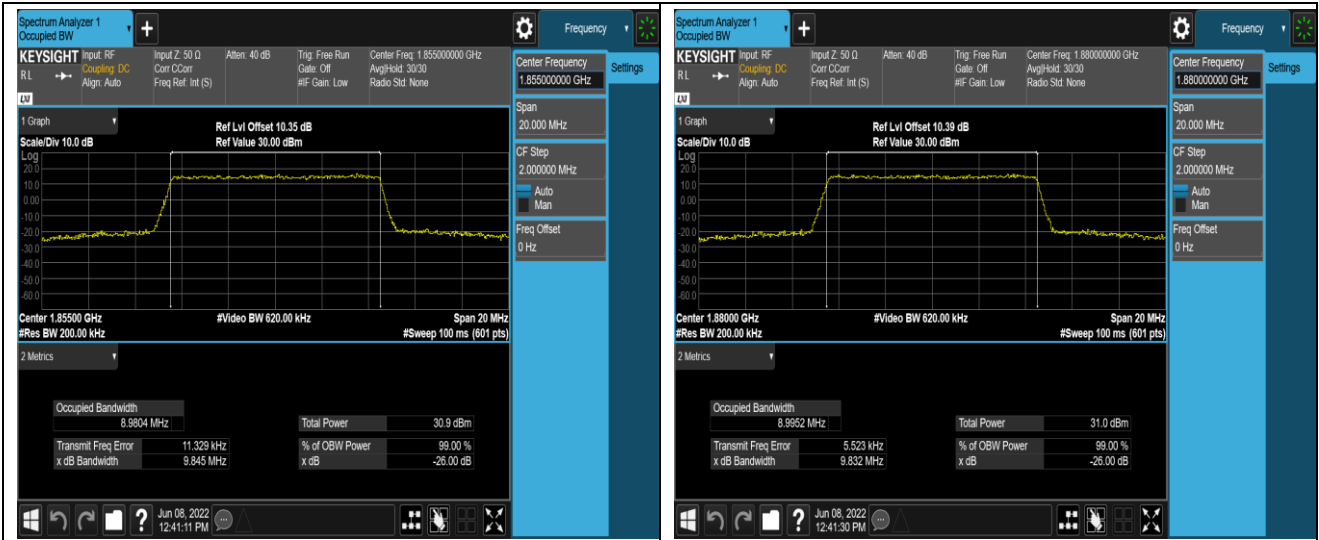 Spectrum Analyzer 1
Occupied BW
+
Frequency
KEYSIGHT Input: RF Input Z: 50 Ω Atten: 40 dB Trig: Free Run Center Freq: 1.855000000 GHz
Coupling: DC Corr CCorr Gate: Off Avg|Hold: 30/30
RL Align: Auto Freq Ref: Int (S) #IF Gain: Low Radio Std: None
LXI
Center Frequency
1.855000000 GHz
Settings
Span
20.000 MHz
CF Step
2.000000 MHz
Auto
Man
Freq Offset
0 Hz
1 Graph
Ref Lvl Offset 10.35 dB
Scale/Div 10.0 dB Ref Value 30.00 dBm
Log
20.0
10.0
0.00
-10.0
-20.0
-30.0
-40.0
-50.0
-60.0
Center 1.85500 GHz #Video BW 620.00 kHz Span 20 MHz
#Res BW 200.00 kHz #Sweep 100 ms (601 pts)
2 Metrics
Occupied Bandwidth
8.9804 MHz Total Power 30.9 dBm
Transmit Freq Error 11.329 kHz % of OBW Power 99.00 %
x dB Bandwidth 9.845 MHz x dB -26.00 dB
?
Jun 08, 2022
12:41:11 PM
Spectrum Analyzer 1
Occupied BW
+
Frequency
KEYSIGHT Input: RF Input Z: 50 Ω Atten: 40 dB Trig: Free Run Center Freq: 1.880000000 GHz
Coupling: DC Corr CCorr Gate: Off Avg|Hold: 30/30
RL Align: Auto Freq Ref: Int (S) #IF Gain: Low Radio Std: None
LXI
Center Frequency
1.880000000 GHz
Settings
Span
20.000 MHz
CF Step
2.000000 MHz
Auto
Man
Freq Offset
0 Hz
1 Graph
Ref Lvl Offset 10.39 dB
Scale/Div 10.0 dB Ref Value 30.00 dBm
Log
20.0
10.0
0.00
-10.0
-20.0
-30.0
-40.0
-50.0
-60.0
Center 1.88000 GHz #Video BW 620.00 kHz Span 20 MHz
#Res BW 200.00 kHz #Sweep 100 ms (601 pts)
2 Metrics
Occupied Bandwidth
8.9952 MHz Total Power 31.0 dBm
Transmit Freq Error 5.523 kHz % of OBW Power 99.00 %
x dB Bandwidth 9.832 MHz x dB -26.00 dB
?
Jun 08, 2022
12:41:30 PM